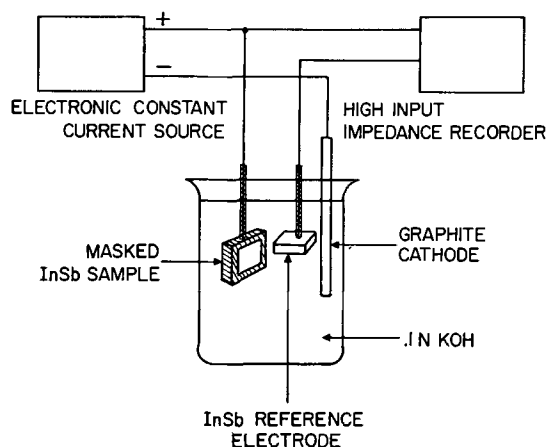 +
−
ELECTRONIC CONSTANT
CURRENT SOURCE
HIGH INPUT
IMPEDANCE RECORDER
MASKED
InSb SAMPLE
GRAPHITE
CATHODE
.1 N KOH
InSb REFERENCE
ELECTRODE